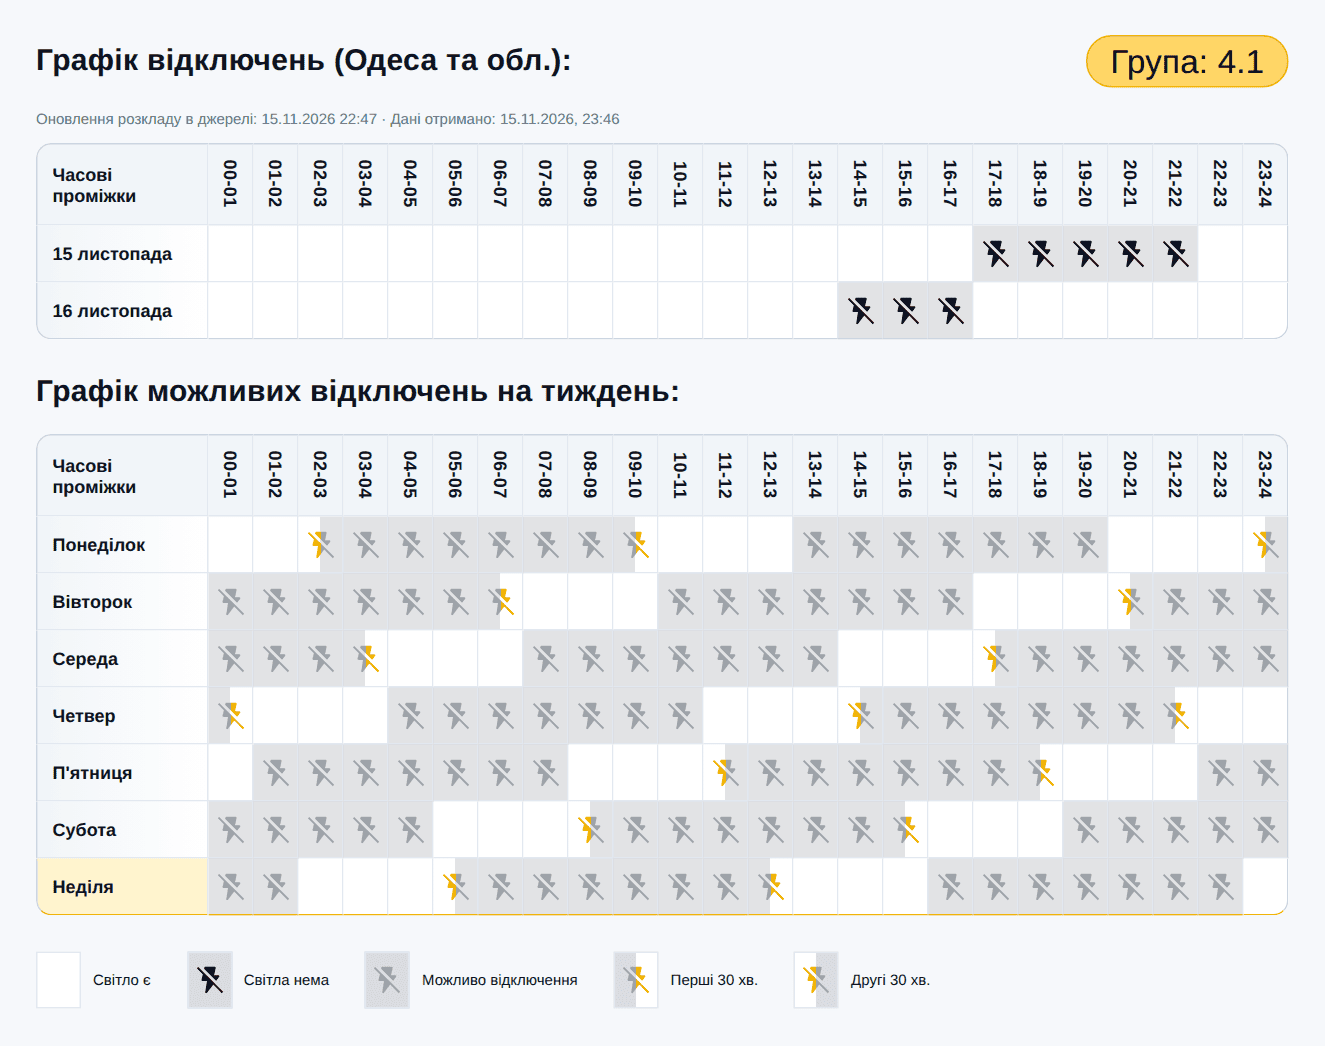 Графік відключень (Одеса та обл.):
Група: 4.1
Оновлення розкладу в джерелі: 15.11.2026 22:47 · Дані отримано: 15.11.2026, 23:46
Часові проміжки 00-01 01-02 02-03 03-04 04-05 05-06 06-07 07-08 08-09 09-10 10-11 11-12 12-13 13-14 14-15 15-16 16-17 17-18 18-19 19-20 20-21 21-22 22-23 23-24
15 листопада
16 листопада
Графік можливих відключень на тиждень:
Часові проміжки 00-01 01-02 02-03 03-04 04-05 05-06 06-07 07-08 08-09 09-10 10-11 11-12 12-13 13-14 14-15 15-16 16-17 17-18 18-19 19-20 20-21 21-22 22-23 23-24
Понеділок
Вівторок
Середа
Четвер
П'ятниця
Субота
Неділя
Світло є
Світла нема
Можливо відключення
Перші 30 хв.
Другі 30 хв.